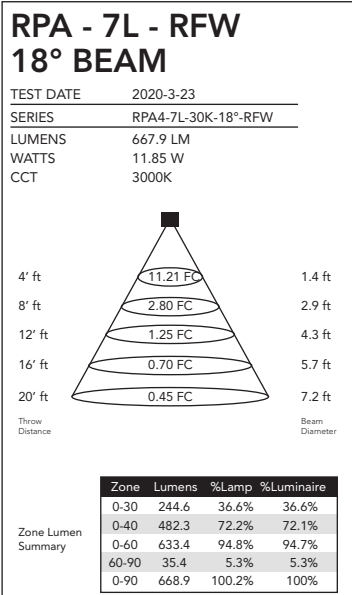 RPA - 7L - RFW
18° BEAM
TEST DATE 2020-3-23
SERIES RPA4-7L-30K-18°-RFW
LUMENS 667.9 LM
WATTS 11.85 W
CCT 3000K
4' ft 11.21 FC 1.4 ft
8' ft 2.80 FC 2.9 ft
12' ft 1.25 FC 4.3 ft
16' ft 0.70 FC 5.7 ft
20' ft 0.45 FC 7.2 ft
Throw Beam
Distance Diameter
Zone Lumens %Lamp %Luminaire
0-30 244.6 36.6% 36.6%
0-40 482.3 72.2% 72.1%
Zone Lumen
Summary
0-60 633.4 94.8% 94.7%
60-90 35.4 5.3% 5.3%
0-90 668.9 100.2% 100%